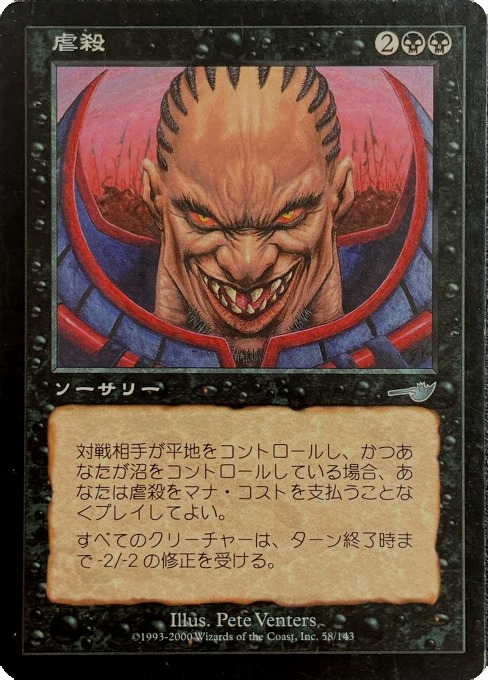 虐殺
2
ソーサリー
対戦相手が平地をコントロールし、かつあ
なたが沼をコントロールしている場合、あ
なたは虐殺をマナ・コストを支払うことな
くプレイしてよい。
すべてのクリーチャーは、ターン終了時ま
で -2/-2 の修正を受ける。
Illus. Pete Venters
©1993-2000 Wizards of the Coast, Inc. 58/143